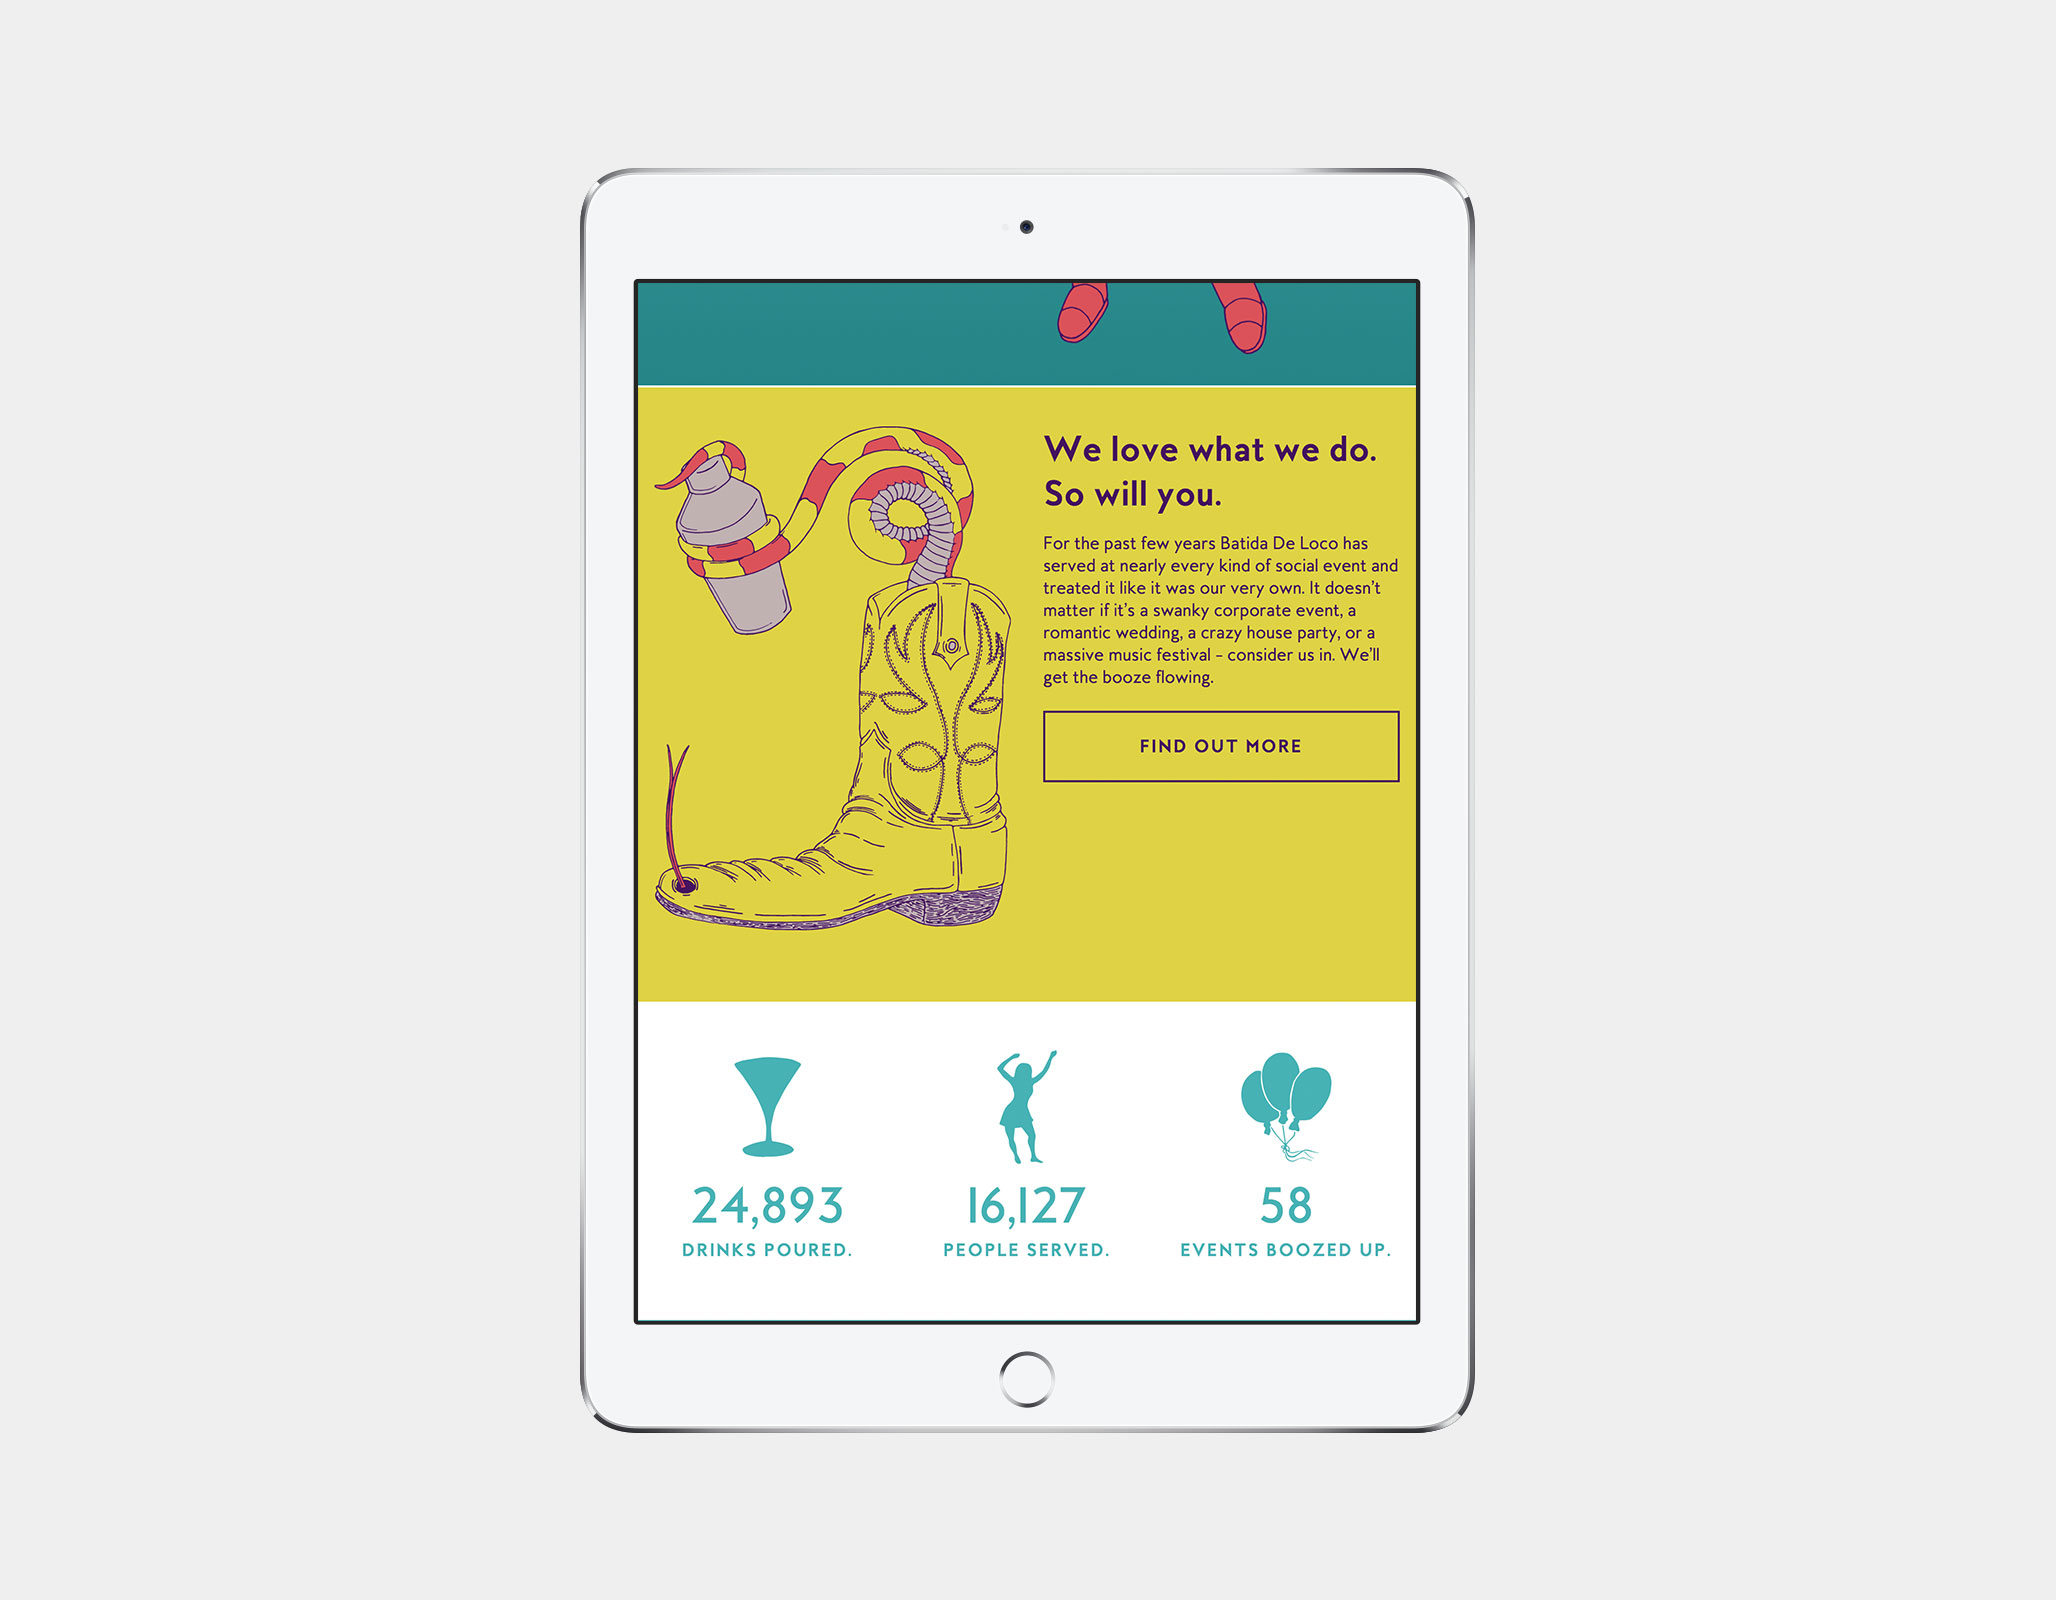 We love what we do.
So will you.
For the past few years Batida De Loco has
served at nearly every kind of social event and
treated it like it was our very own. It doesn't
matter if it's a swanky corporate event, a
romantic wedding, a crazy house party, or a
massive music festival – consider us in. We'll
get the booze flowing.
FIND OUT MORE
24,893
DRINKS POURED.
16,127
PEOPLE SERVED.
58
EVENTS BOOZED UP.